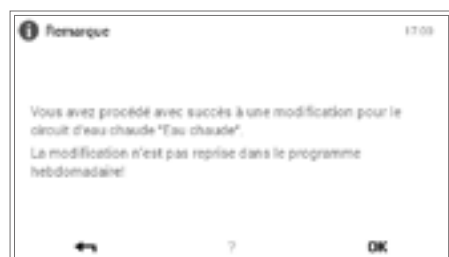 Remarque 17:03
Vous avez procédé avec succès à une modification pour le
circuit d'eau chaude "Eau chaude".
La modification n'est pas reprise dans le programme
hebdomadaire!
? OK